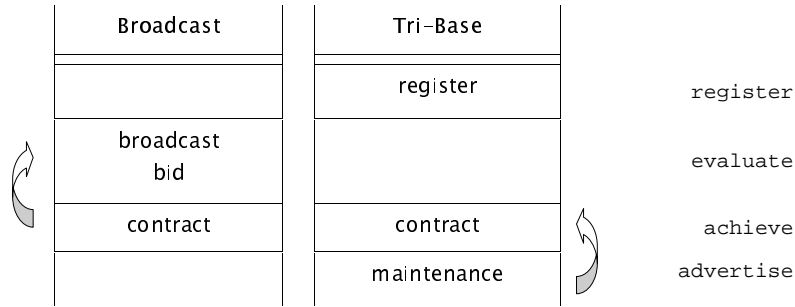 Broadcast Tri-Base
register register
broadcast
bid evaluate
contract contract achieve
maintenance advertise